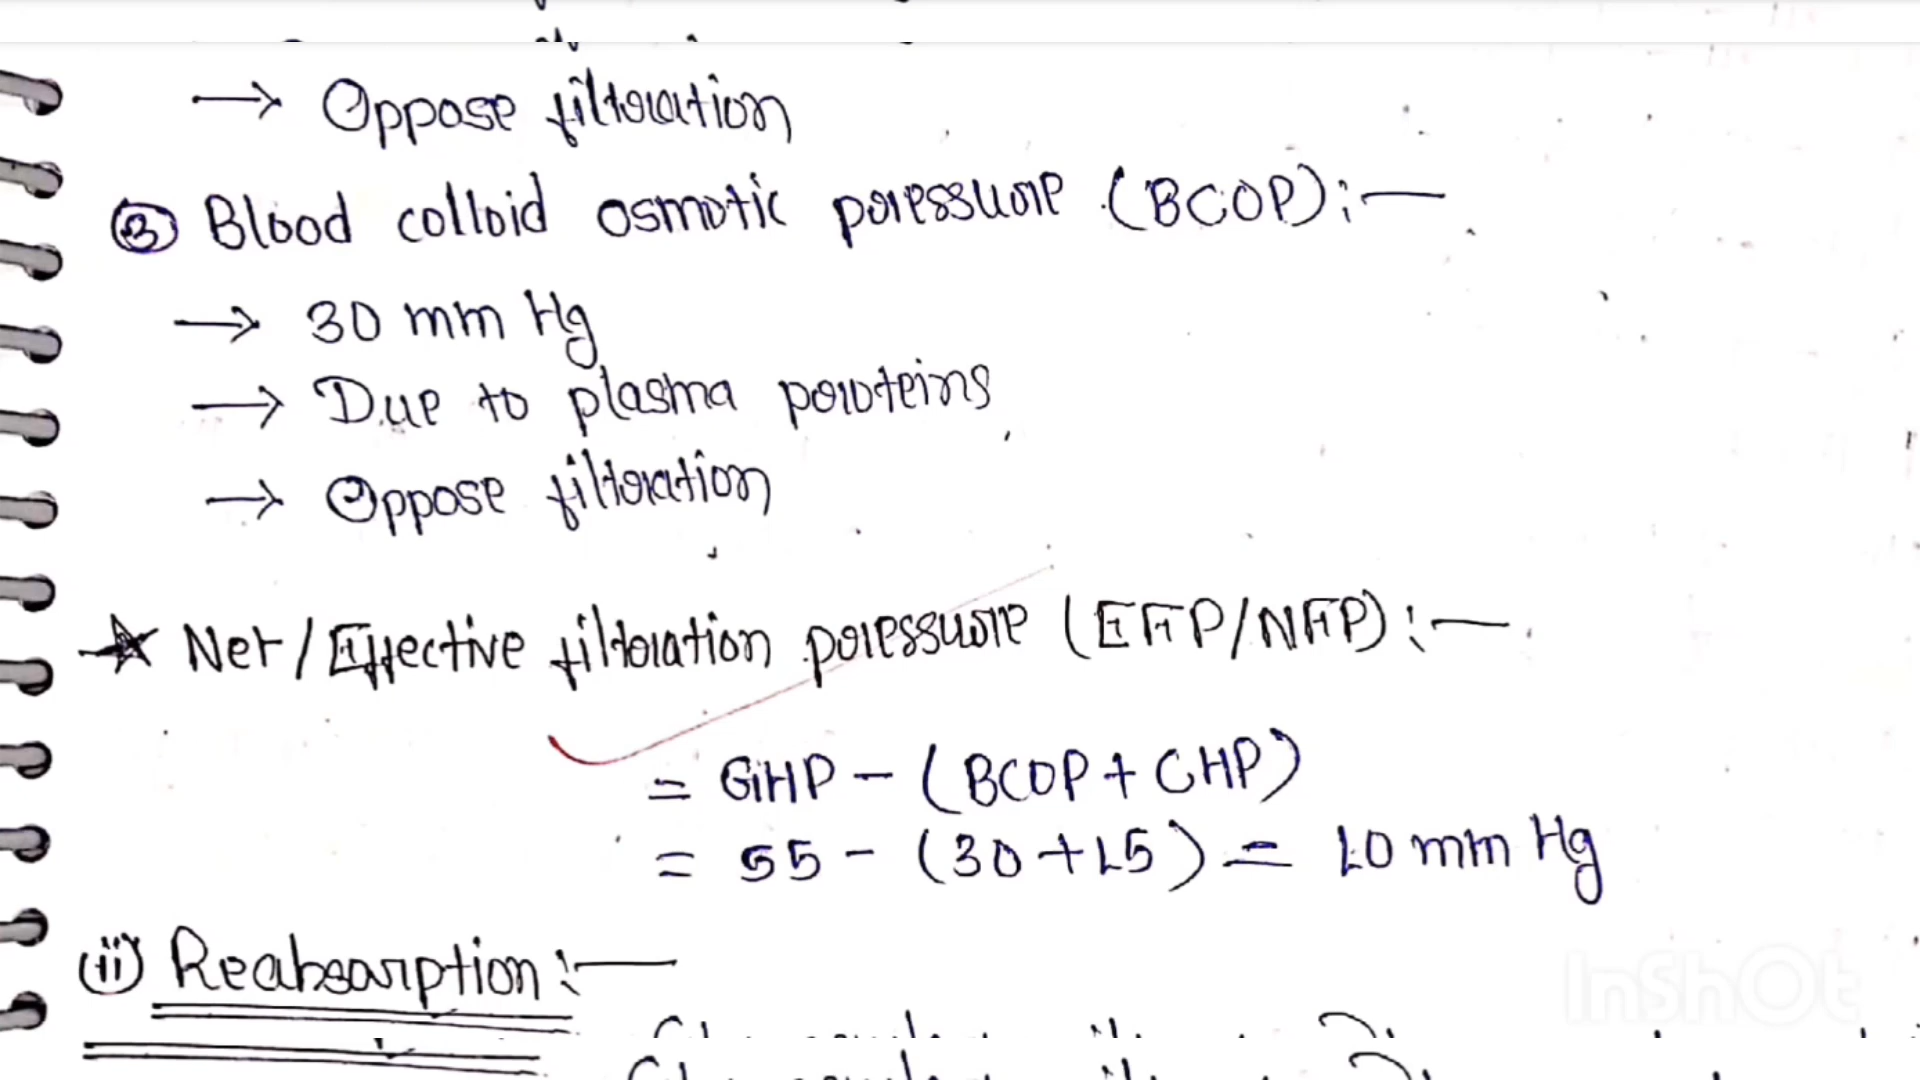 → Oppose filtration
③ Blood colloid osmotic pressure (BCOP):—
→ 30 mm Hg
→ Due to plasma proteins
→ Oppose filtration
★ Net/Effective filtration pressure (EFP/NFP):—
= GHP - (BCOP + CHP)
= 55 - (30+15) = 10 mm Hg
(ii) Reabsorption:—
InShOt